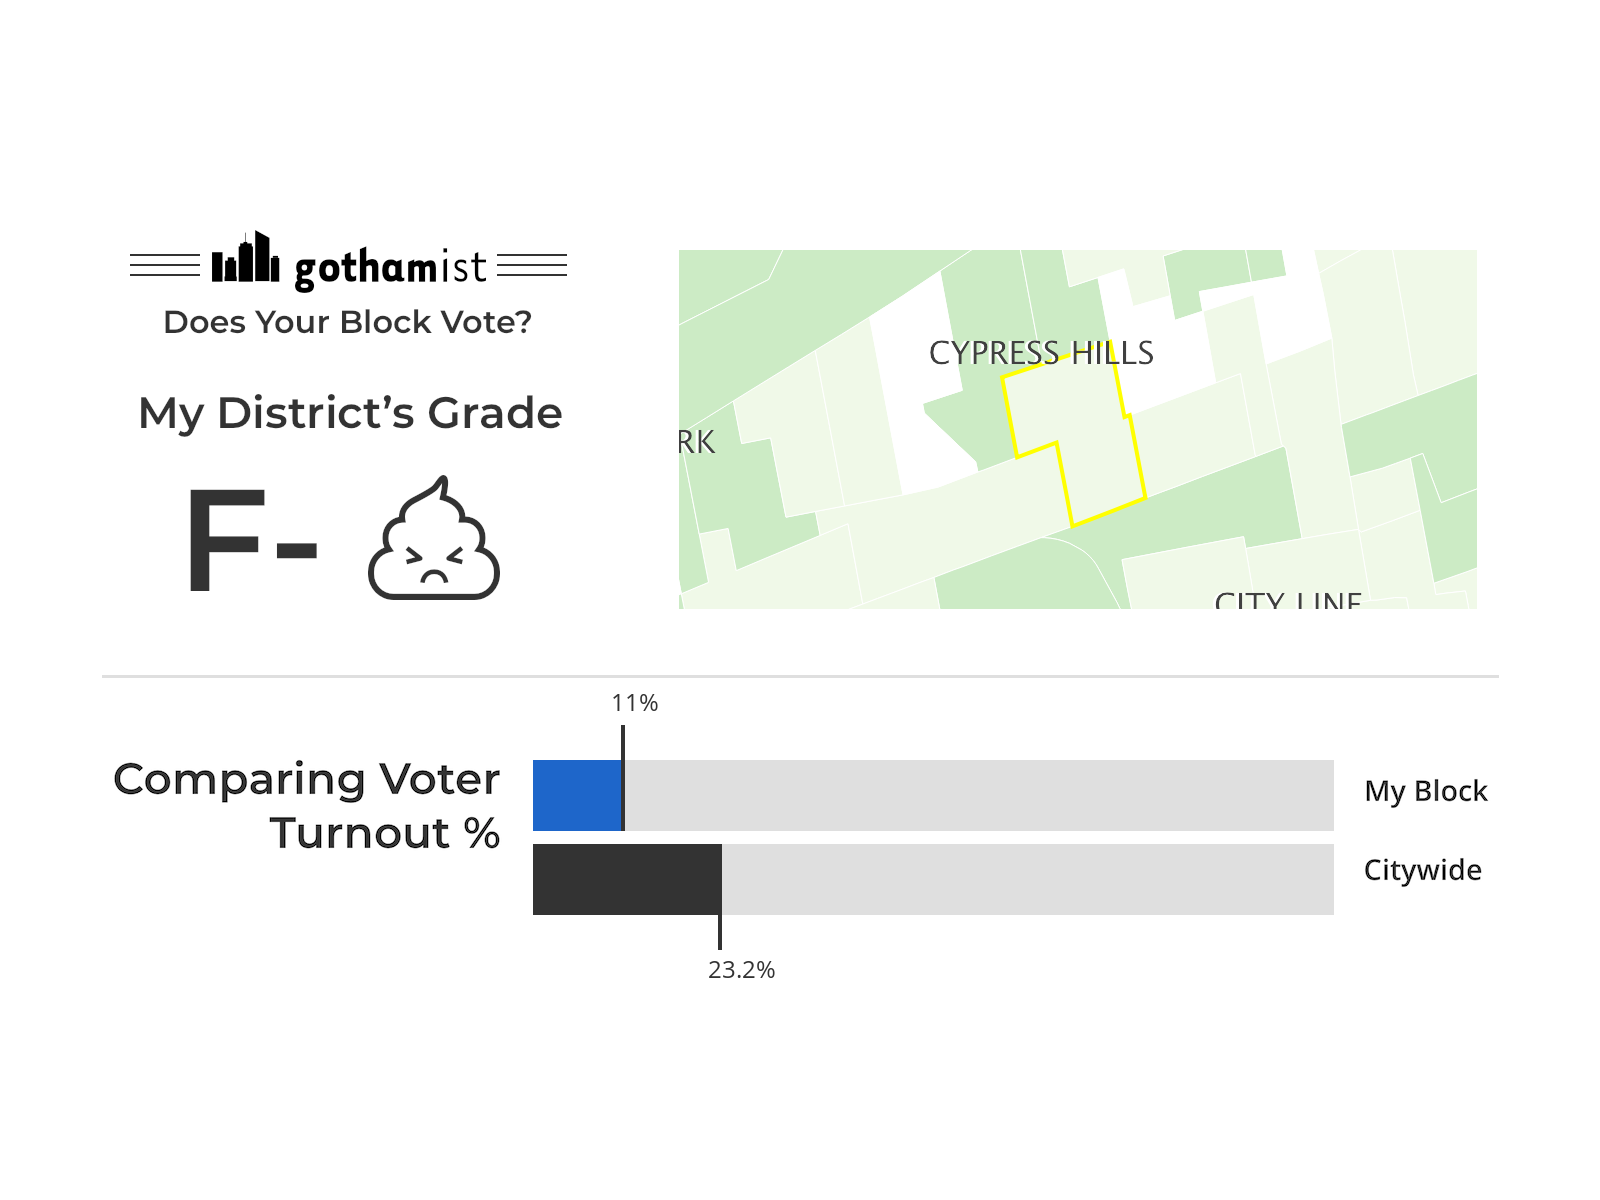 gothamist
Does Your Block Vote?
My District’s Grade
F-
CYPRESS HILLS
RK
CITY LINE
11%
Comparing Voter
Turnout %
My Block
Citywide
23.2%